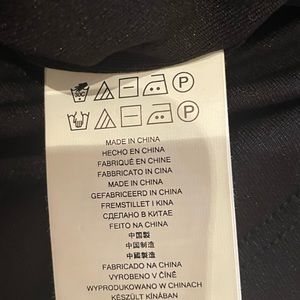 P
P
MADE IN CHINA
HECHO EN CHINA
FABRIQUÉ EN CHINE
FABBRICATO IN CINA
MADE IN CHINA
GEFABRICEERD IN CHINA
FREMSTILLET I KINA
СДЕЛАНО В КИТАЕ
FEITO NA CHINA
中国製
中国制造
中國製造
FABRICADO NA CHINA
VYROBENO V ČÍNĚ
WYPRODUKOWANO W CHINACH
KÉSZÜLT KÍNÁBAN